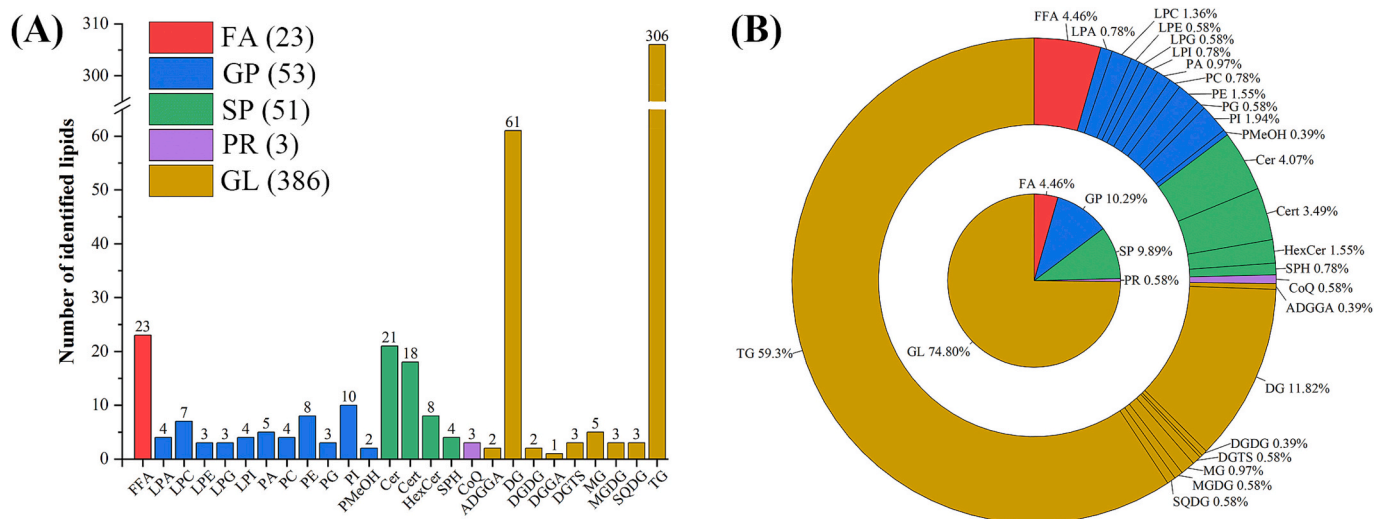 (A)
310
300
60
50
40
30
20
10
0
Number of identified lipids
FA (23)
GP (53)
SP (51)
PR (3)
GL (386)
23
4
7
3
3
4
5
4
8
3
10
2
21
18
8
4
3
2
61
2
1
3
5
3
3
306
FFA
LPA
LPC
LPE
LPG
LPI
PA
PC
PE
PG
PI
PMeOH
Cer
Cert
HexCer
SPH
CoQ
ADGGA
DG
DGDG
DGGA
DGTS
MG
MGDG
SQDG
TG
(B)
FFA 4.46%
LPA 0.78%
LPC 1.36%
LPE 0.58%
LPG 0.58%
LPI 0.78%
PA 0.97%
PC 0.78%
PE 1.55%
PG 0.58%
PI 1.94%
PMeOH 0.39%
Cer 4.07%
Cert 3.49%
HexCer 1.55%
SPH 0.78%
CoQ 0.58%
ADGGA 0.39%
DG 11.82%
DGDG 0.39%
DGTS 0.58%
MG 0.97%
MGDG 0.58%
SQDG 0.58%
TG 59.3%
FA 4.46%
GP 10.29%
SP 9.89%
PR 0.58%
GL 74.80%